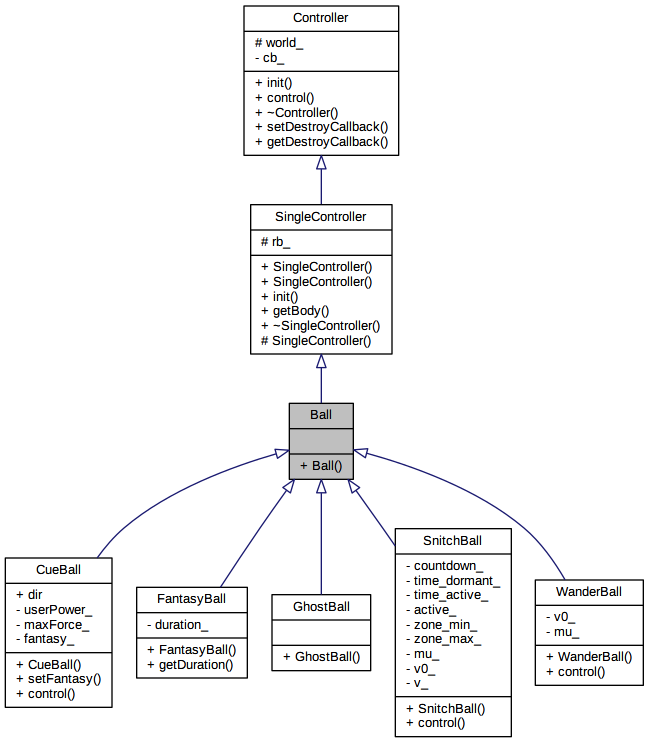 Controller
# world_
- cb_
+ init()
+ control()
+ ~Controller()
+ setDestroyCallback()
+ getDestroyCallback()
SingleController
# rb_
+ SingleController()
+ SingleController()
+ init()
+ getBody()
+ ~SingleController()
# SingleController()
Ball
+ Ball()
CueBall
+ dir
- userPower_
- maxForce_
- fantasy_
+ CueBall()
+ setFantasy()
+ control()
FantasyBall
- duration_
+ FantasyBall()
+ getDuration()
GhostBall
+ GhostBall()
SnitchBall
- countdown_
- time_dormant_
- time_active_
- active_
- zone_min_
- zone_max_
- mu_
- v0_
- v_
+ SnitchBall()
+ control()
WanderBall
- v0_
- mu_
+ WanderBall()
+ control()